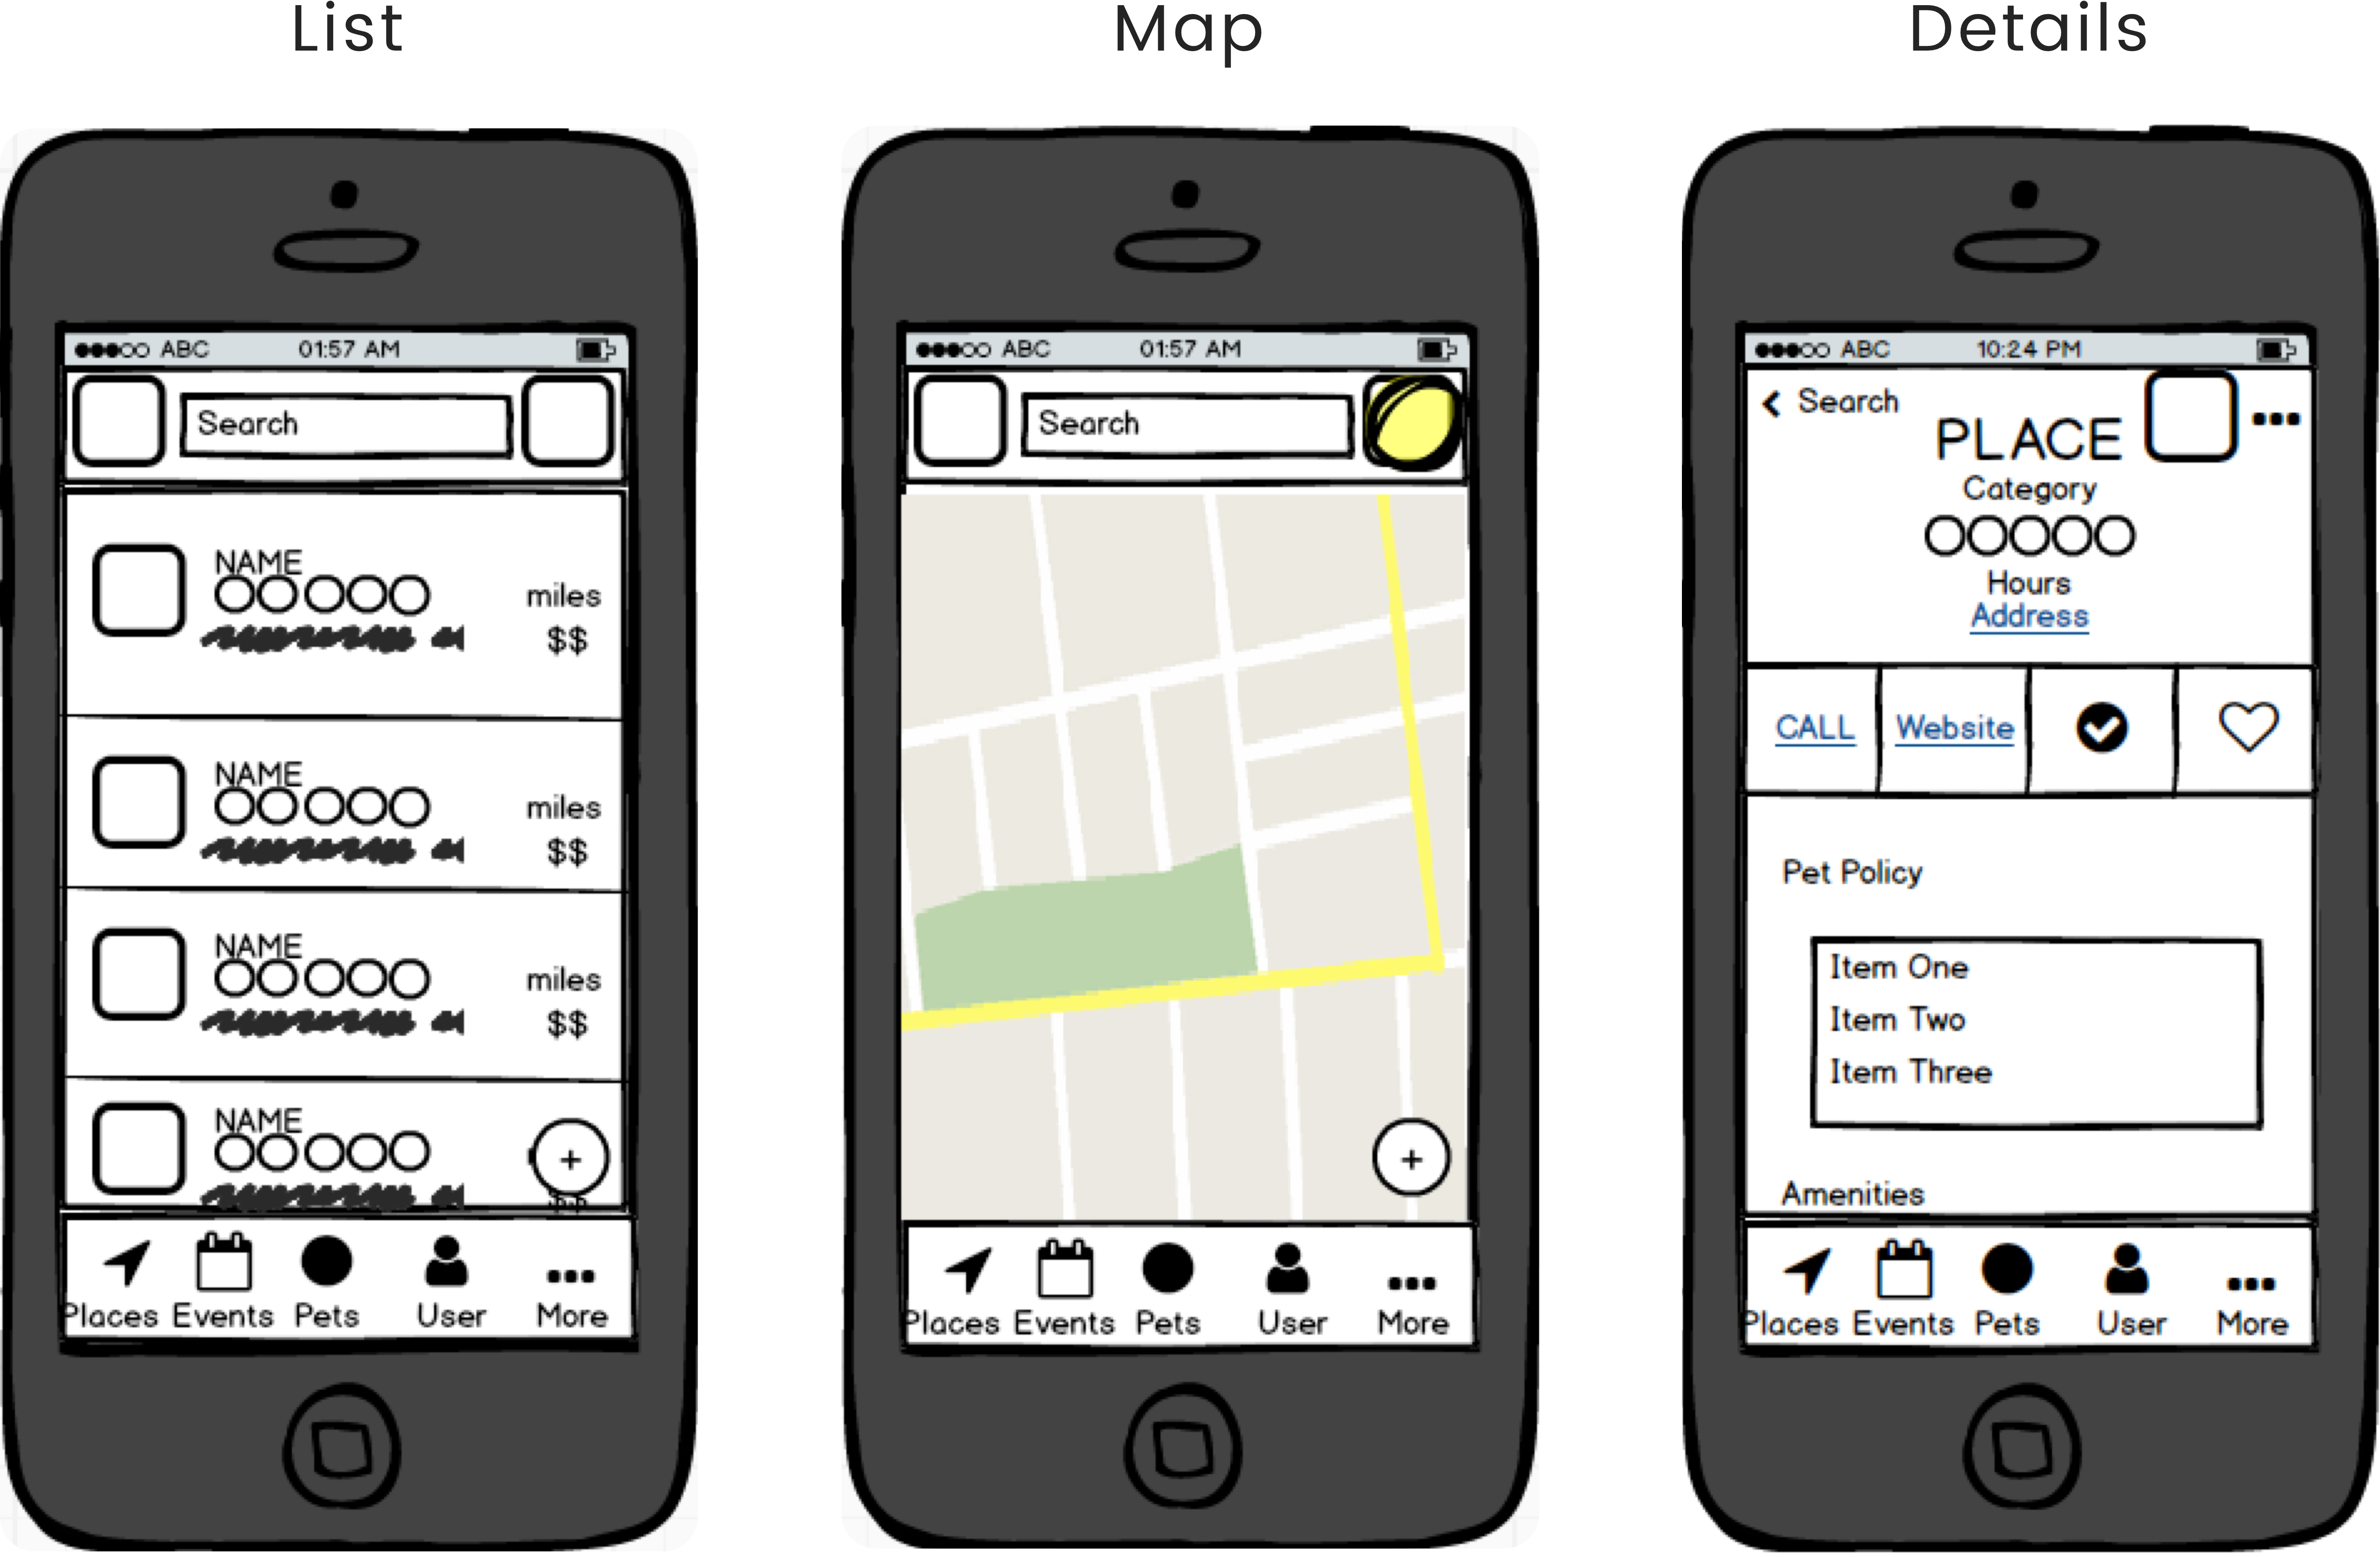 List
ABC 01:57 AM
Search
NAME
miles
$$
NAME
miles
$$
NAME
miles
$$
NAME
$$
+
Places Events Pets User More
Map
ABC 01:57 AM
Search
+
Places Events Pets User More
Details
ABC 10:24 PM
Search
PLACE
Category
Hours
Address
CALL Website
Pet Policy
Item One
Item Two
Item Three
Amenities
Places Events Pets User More